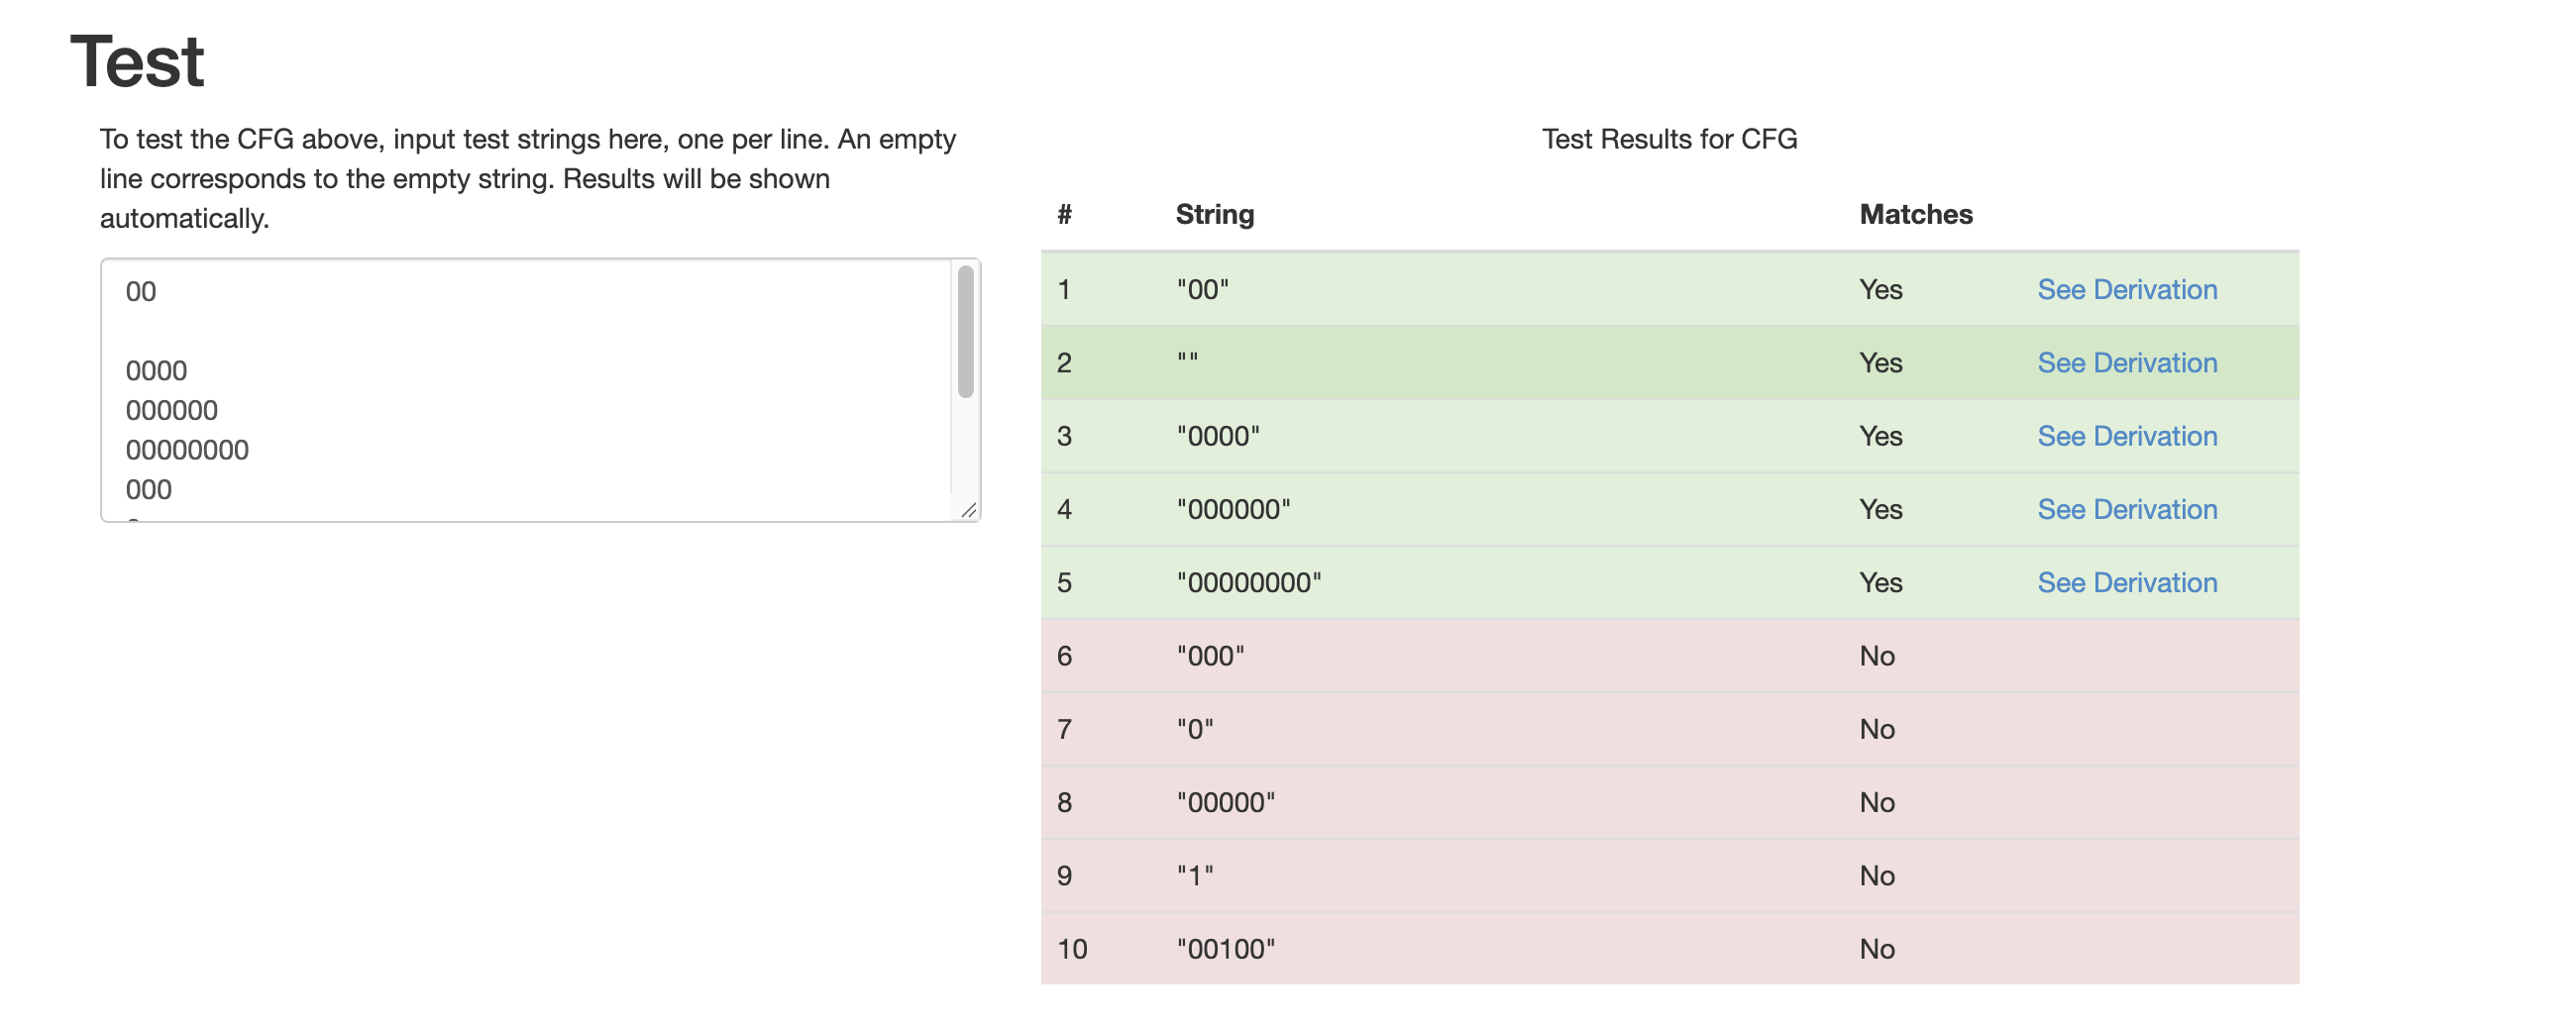 Test
To test the CFG above, input test strings here, one per line. An empty
line corresponds to the empty string. Results will be shown
automatically.
00
0000
000000
00000000
000
Test Results for CFG
# String Matches
1 "00" Yes See Derivation
2 "" Yes See Derivation
3 "0000" Yes See Derivation
4 "000000" Yes See Derivation
5 "00000000" Yes See Derivation
6 "000" No
7 "0" No
8 "00000" No
9 "1" No
10 "00100" No